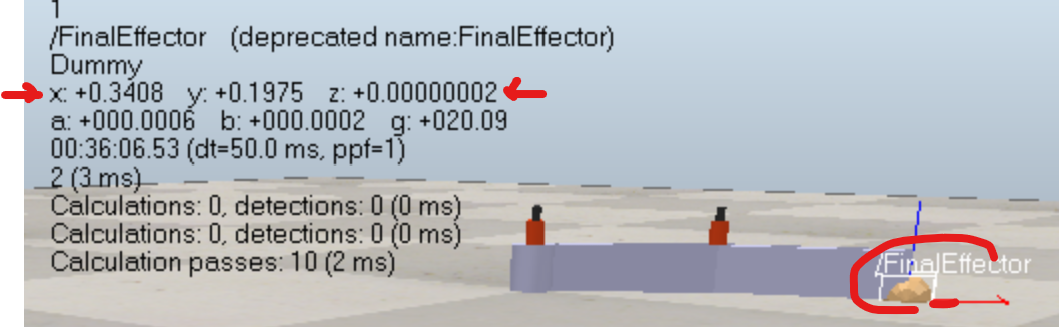 1
/FinalEffector (deprecated name:FinalEffector)
Dummy
x: +0.3408 y: +0.1975 z: +0.00000002
a: +000.0006 b: +000.0002 g: +020.09
00:36:06.53 (dt=50.0 ms, ppf=1)
2 (3 ms)
Calculations: 0, detections: 0 (0 ms)
Calculations: 0, detections: 0 (0 ms)
Calculation passes: 10 (2 ms)
/FinalEffector